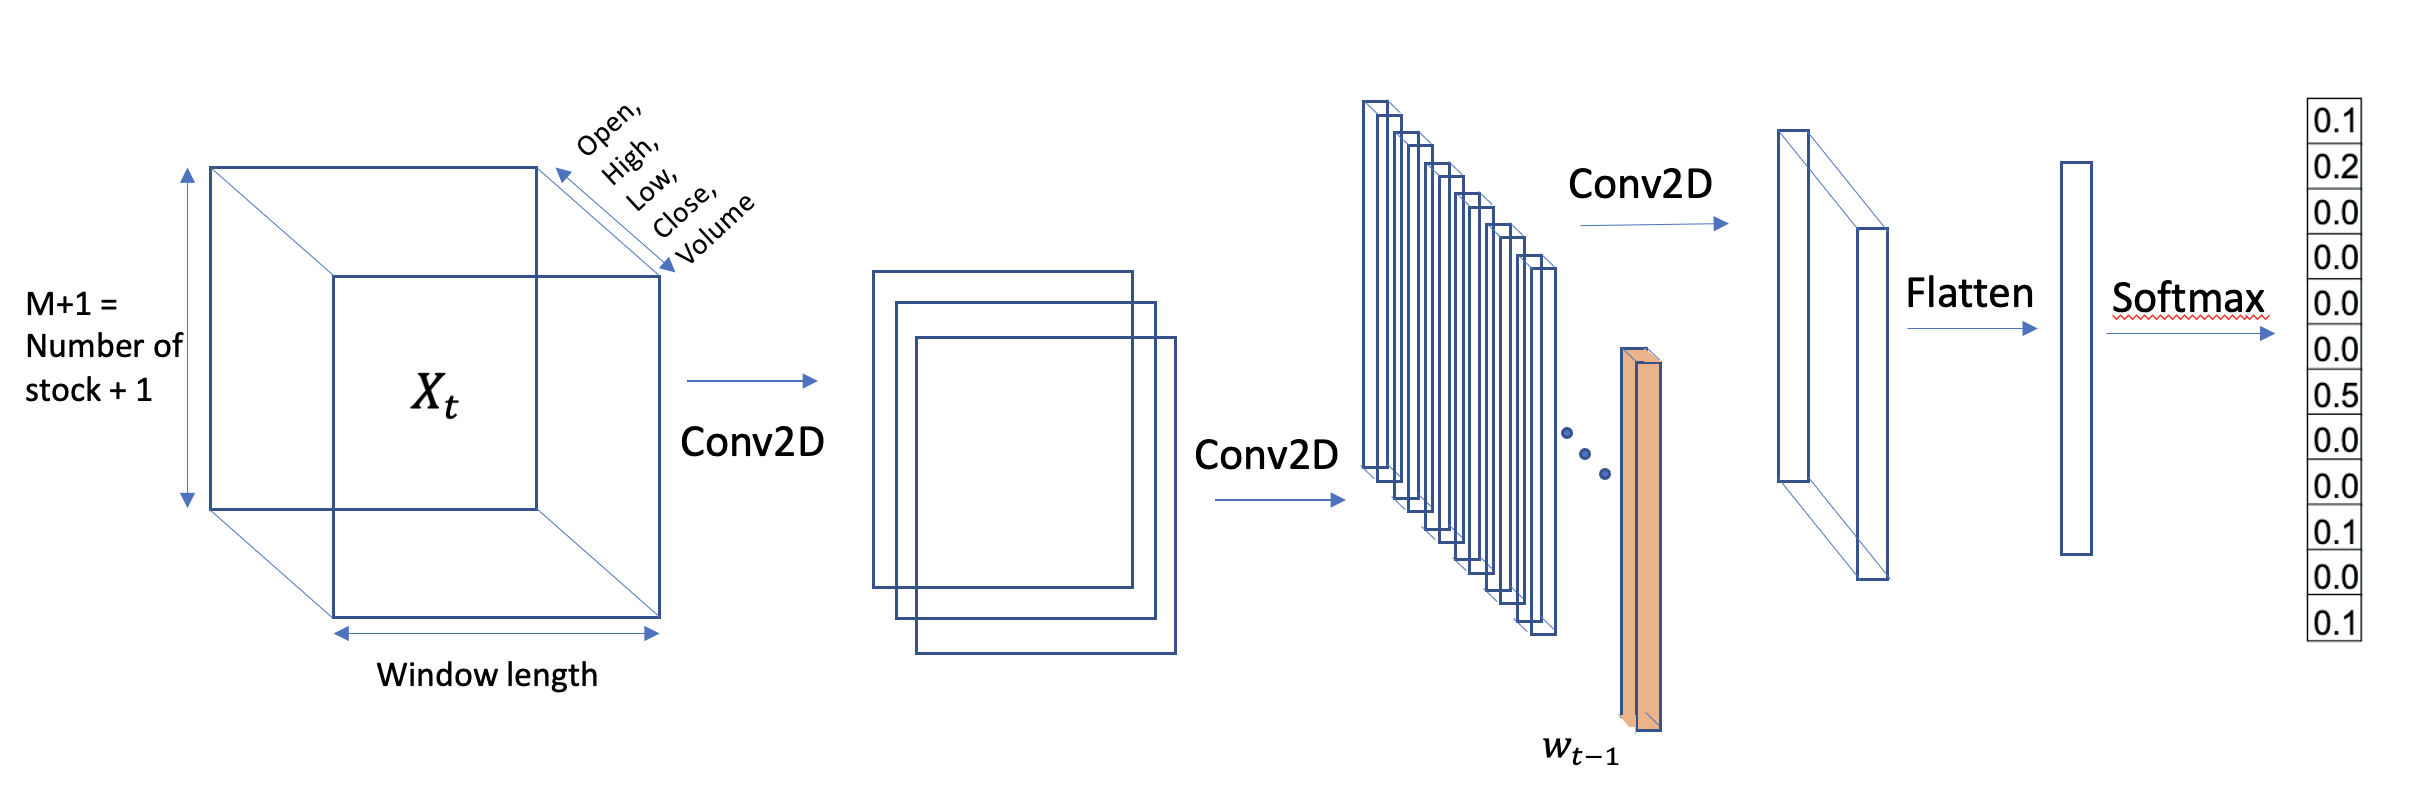 M+1 =
Number of
stock + 1
X_t
Open,
High,
Low,
Close,
Volume
Window length
Conv2D
Conv2D
Conv2D
w_{t-1}
Flatten
Softmax
0.1
0.2
0.0
0.0
0.0
0.0
0.5
0.0
0.0
0.1
0.0
0.1